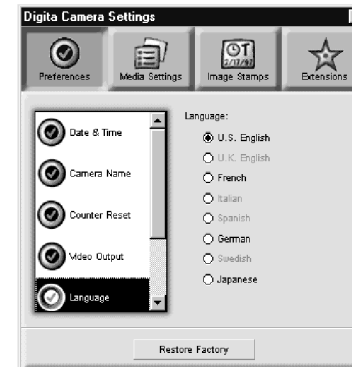 Digita Camera Settings
Preferences
Media Settings
Image Stamps
Extensions
Date & Time
Camera Name
Counter Reset
Video Output
Language
Language:
U.S. English
U.K. English
French
Italian
Spanish
German
Swedish
Japanese
Restore Factory